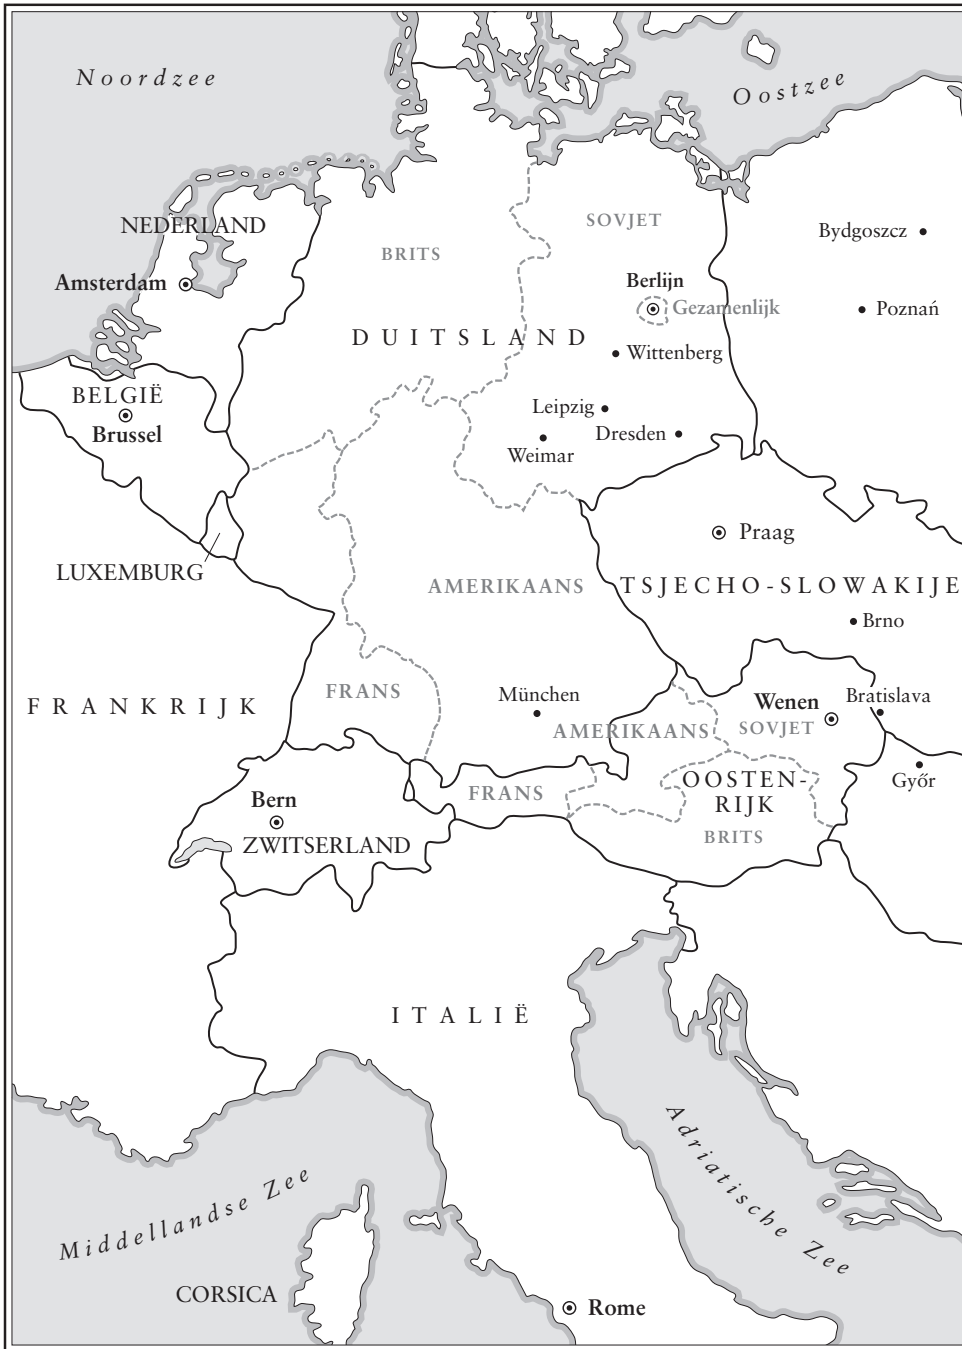 Noordzee
Oostzee
NEDERLAND
SOVJET
Bydgoszcz
BRITS
Amsterdam
Berlijn
Gezamenlijk
Poznań
DUITSLAND
Wittenberg
BELGIË
Brussel
Leipzig
Dresden
Weimar
Praag
LUXEMBURG
AMERIKAANS
TSJECHO-SLOWAKIJE
Brno
FRANS
FRANKRIJK
München
Wenen
Bratislava
AMERIKAANS
SOVJET
Győr
OOSTEN-
RIJK
FRANS
Bern
ZWITSERLAND
BRITS
ITALIË
Adriatische Zee
Middellandse Zee
CORSICA
Rome